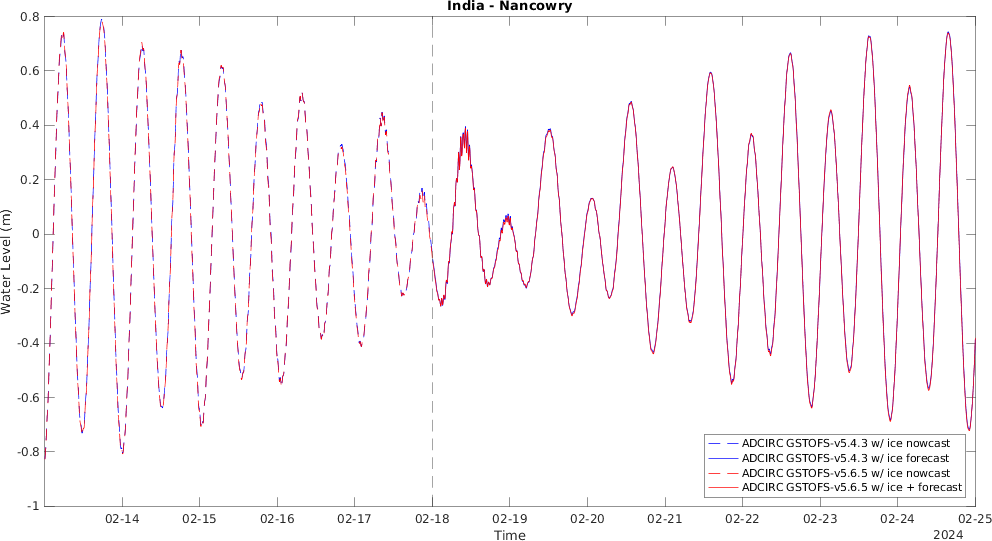 India - Nancowry
0.8
0.6
0.4
0.2
0
-0.2
-0.4
-0.6
-0.8
-1
Water Level (m)
ADCIRC GSTOFS-v5.4.3 w/ ice nowcast
ADCIRC GSTOFS-v5.4.3 w/ ice forecast
ADCIRC GSTOFS-v5.6.5 w/ ice nowcast
ADCIRC GSTOFS-v5.6.5 w/ ice + forecast
02-14 02-15 02-16 02-17 02-18 02-19 02-20 02-21 02-22 02-23 02-24 02-25
Time
2024